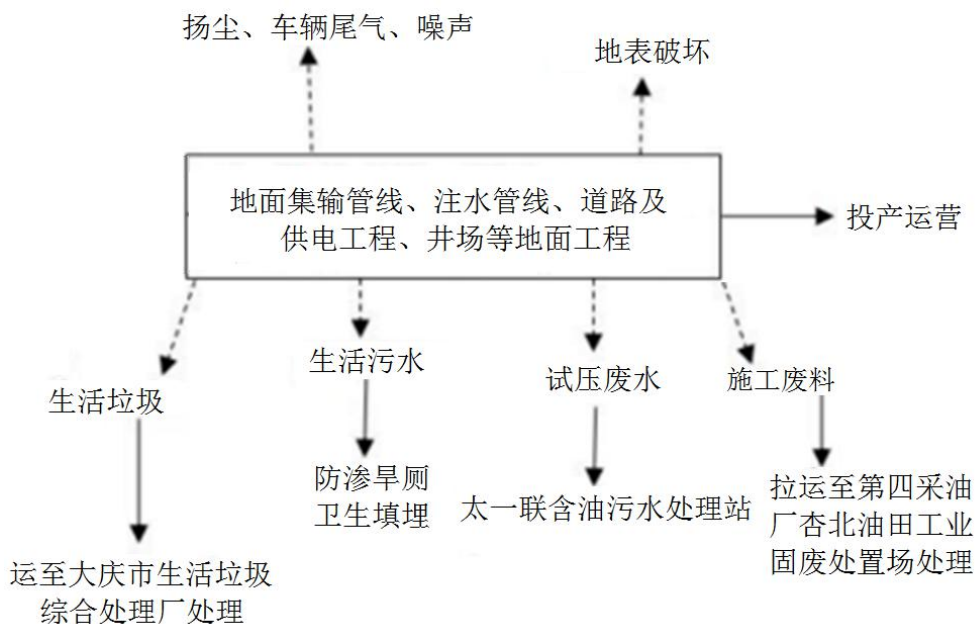 扬尘、车辆尾气、噪声
地表破坏
地面集输管线、注水管线、道路及
供电工程、井场等地面工程
投产运营
生活垃圾
生活污水
试压废水
施工废料
防渗旱厕
卫生填埋
太一联含油污水处理站
拉运至第四采油
厂杏北油田工业
固废处置场处理
运至大庆市生活垃圾
综合处理厂处理